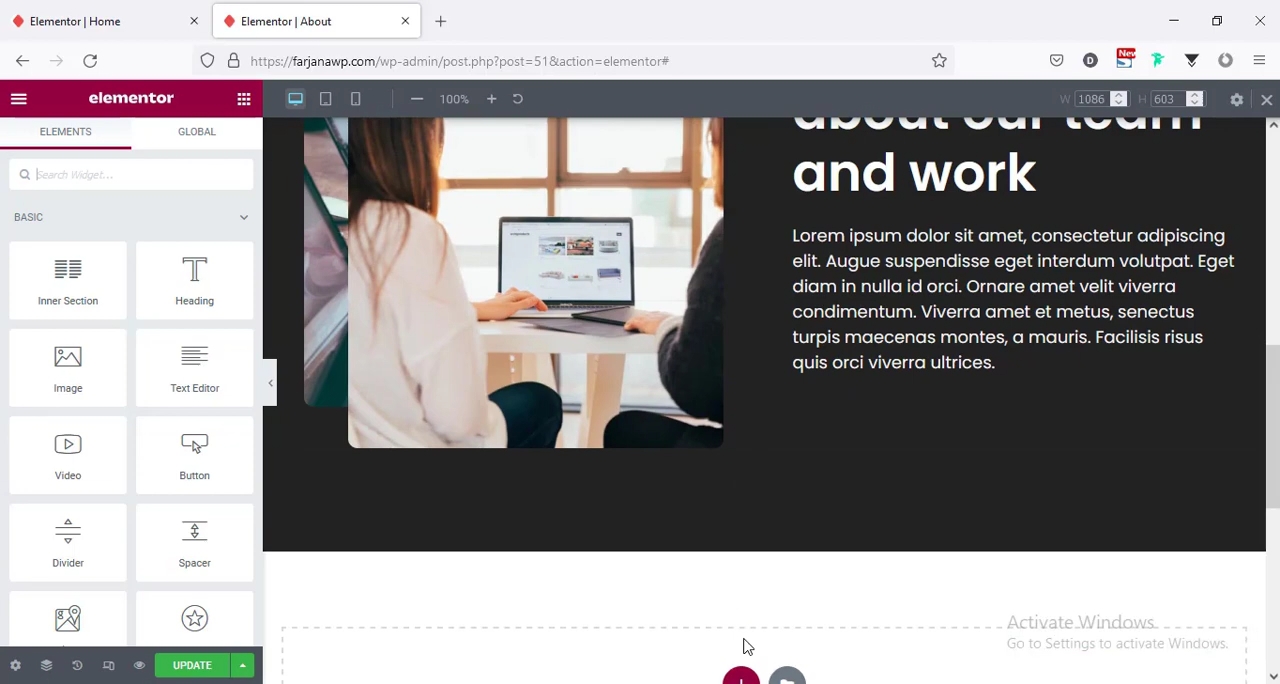 Elementor | Home
Elementor | About
https://farjanawp.com/wp-admin/post.php?post=51&action=elementor#
New
D
elementor
100%
W 1086
H 603
ELEMENTS
GLOBAL
Search Widget...
BASIC
Inner Section
Heading
Image
Text Editor
Video
Button
Divider
Spacer
UPDATE
about our team
and work
Lorem ipsum dolor sit amet, consectetur adipiscing
elit. Augue suspendisse eget interdum volutpat. Eget
diam in nulla id orci. Ornare amet velit viverra
condimentum. Viverra amet et metus, senectus
turpis maecenas montes, a mauris. Facilisis risus
quis orci viverra ultrices.
Activate Windows
Go to Settings to activate Windows.